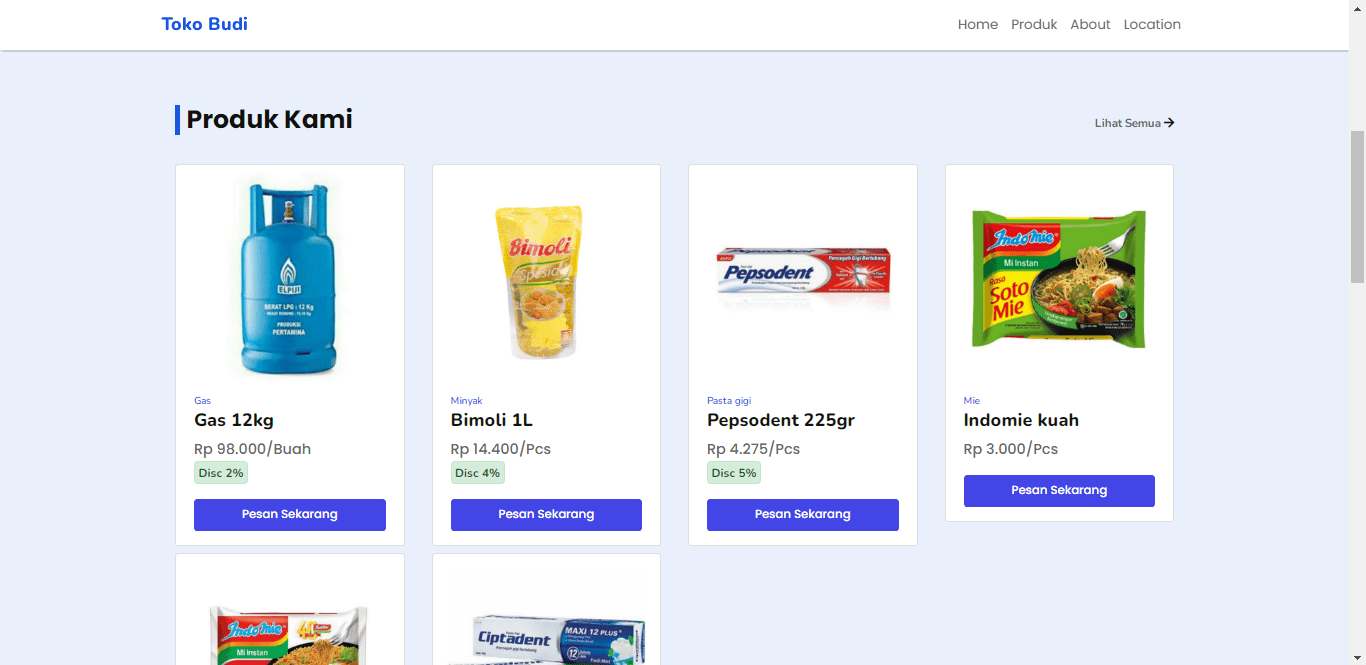 Toko Budi
Home Produk About Location
Produk Kami
Lihat Semua
ELPIJI
BERAT LPG : 12 Kg
PRODUKSI
PERTAMINA
Gas
Gas 12kg
Rp 98.000/Buah
Disc 2%
Pesan Sekarang
Bimoli
Spesial
Minyak
Bimoli 1L
Rp 14.400/Pcs
Disc 4%
Pesan Sekarang
Pencegah Gigi Berlubang
Pepsodent
Pasta gigi
Pepsodent 225gr
Rp 4.275/Pcs
Disc 5%
Pesan Sekarang
Indomie
Mi Instan
Rasa
Soto
Mie
Mie
Indomie kuah
Rp 3.000/Pcs
Pesan Sekarang
Indomie
Mi Instan
Ciptadent
MAXI 12 PLUS
12